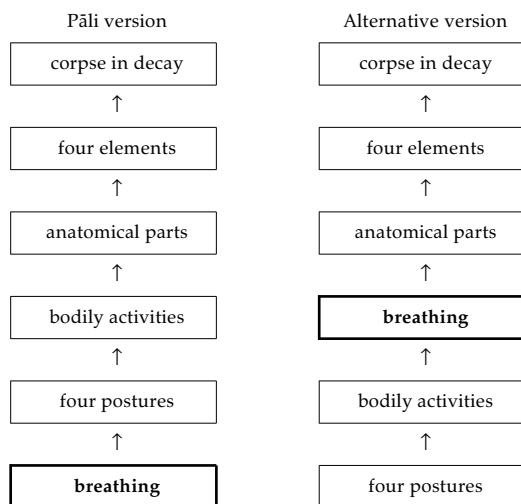 Pāli version
corpse in decay
↑
four elements
↑
anatomical parts
↑
bodily activities
↑
four postures
↑
breathing
Alternative version
corpse in decay
↑
four elements
↑
anatomical parts
↑
breathing
↑
bodily activities
↑
four postures